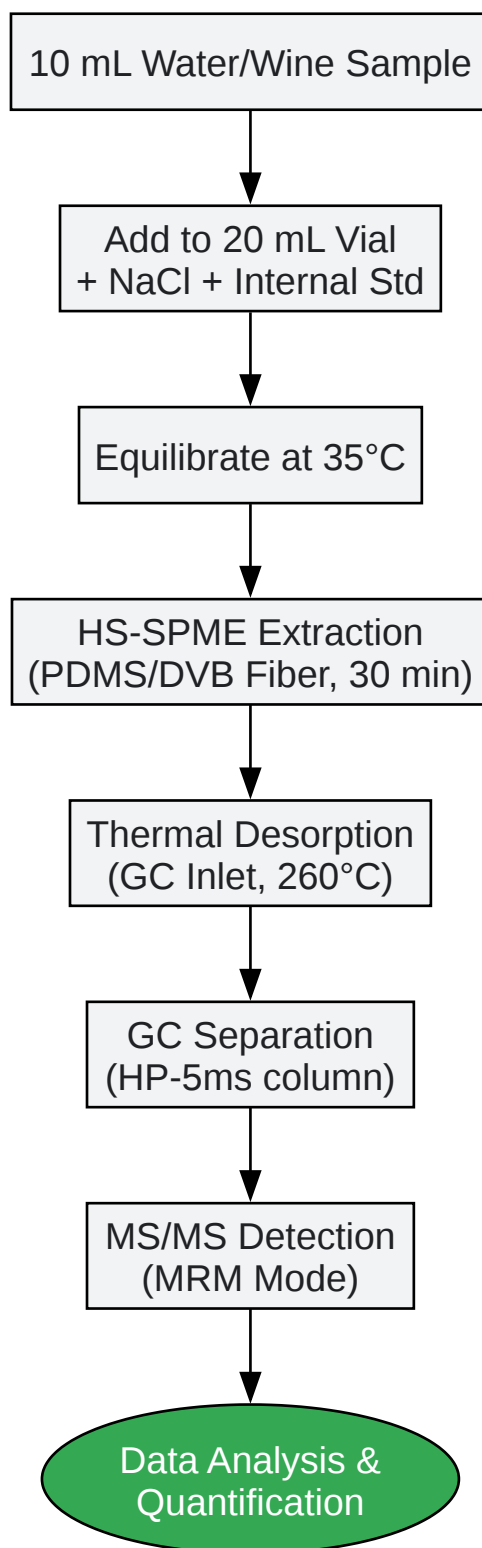 10 mL Water/Wine Sample
Add to 20 mL Vial
+ NaCl + Internal Std
Equilibrate at 35°C
HS-SPME Extraction
(PDMS/DVB Fiber, 30 min)
Thermal Desorption
(GC Inlet, 260°C)
GC Separation
(HP-5ms column)
MS/MS Detection
(MRM Mode)
Data Analysis &
Quantification